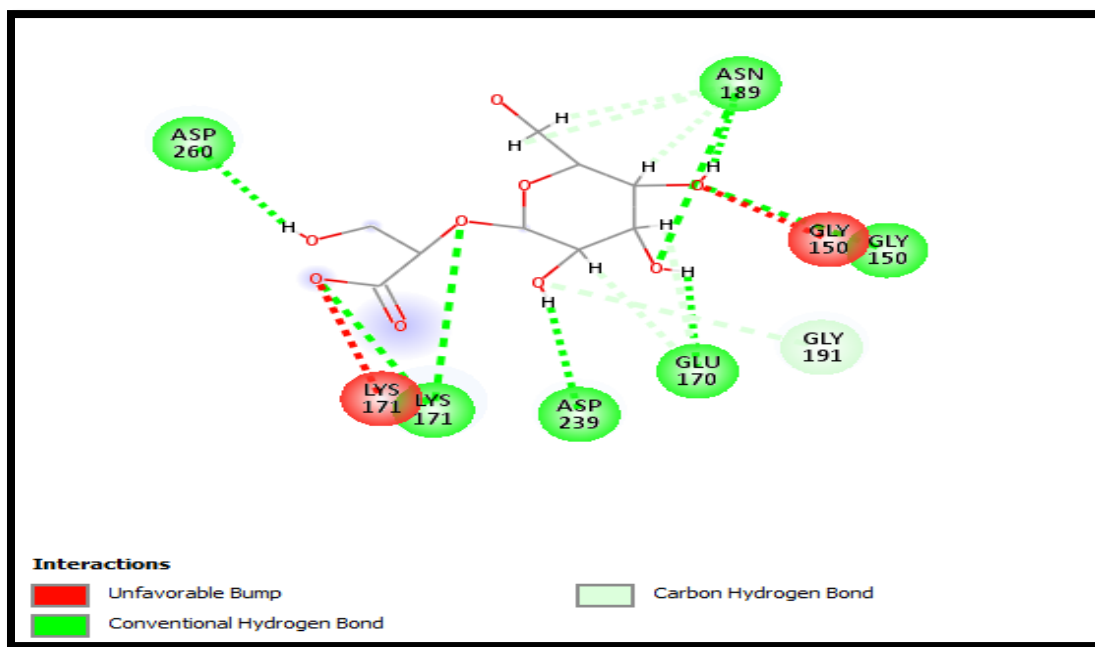 ASN
189
ASP
260
H
O
H
H
H
H
O
O
O
O
H
H
O
GLY
150
GLY
150
O
H
H
O
O
H
O
GLY
191
GLU
170
LYS
171
LYS
171
ASP
239
Interactions
Unfavorable Bump
Carbon Hydrogen Bond
Conventional Hydrogen Bond